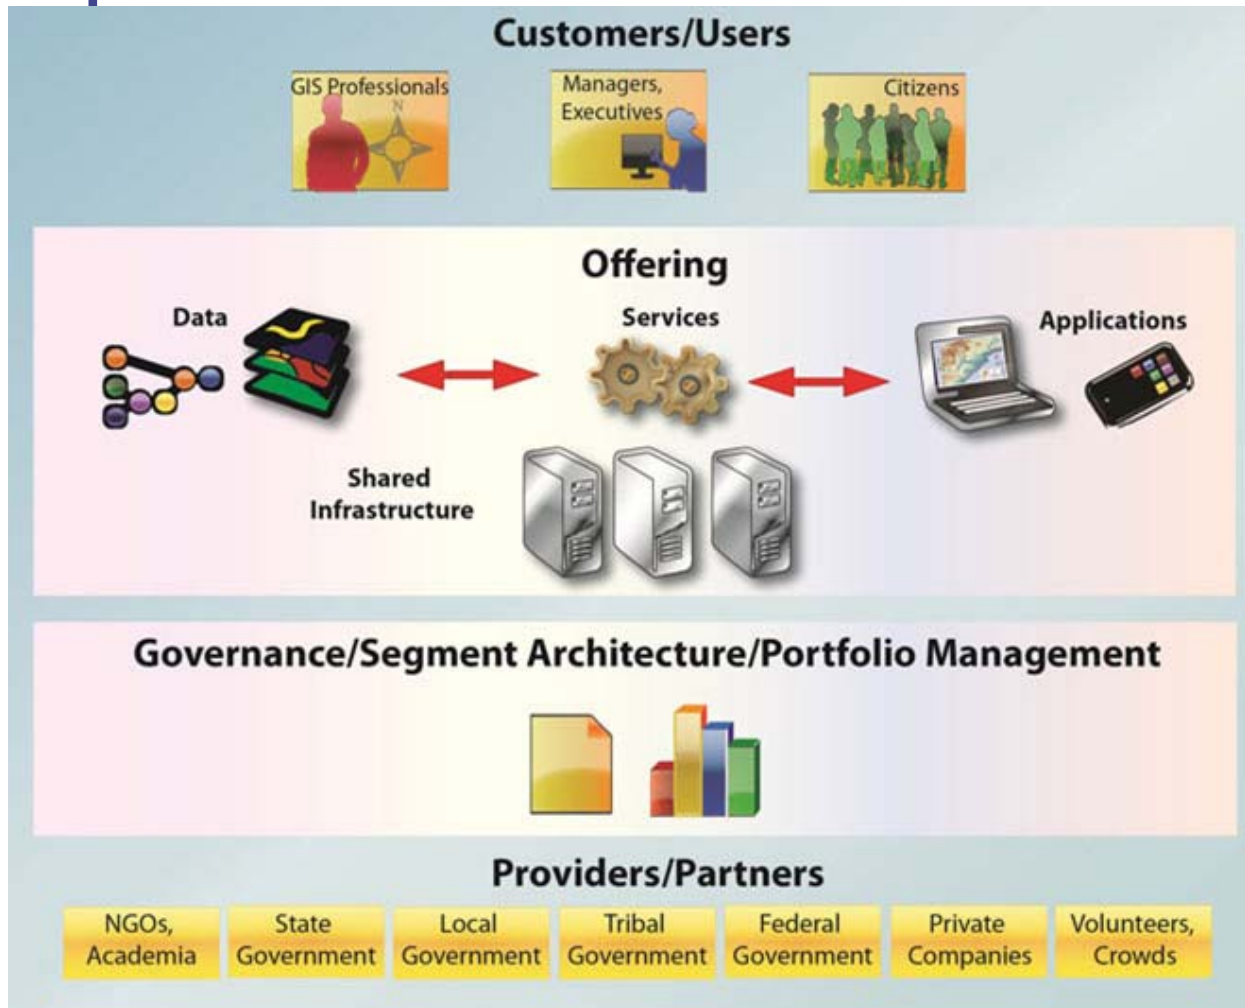 Customers/Users
GIS Professionals
N
Managers,
Executives
Citizens
Offering
Data
Services
Applications
Shared
Infrastructure
Governance/Segment Architecture/Portfolio Management
Providers/Partners
NGOs,
Academia
State
Government
Local
Government
Tribal
Government
Federal
Government
Private
Companies
Volunteers,
Crowds